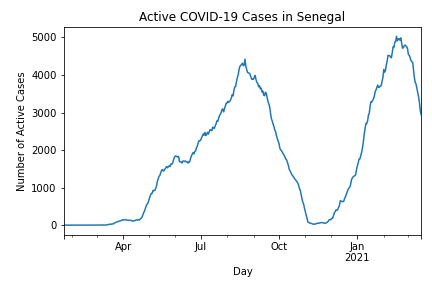 Active COVID-19 Cases in Senegal
Number of Active Cases
5000
4000
3000
2000
1000
0
Apr
Jul
Oct
Jan
2021
Day